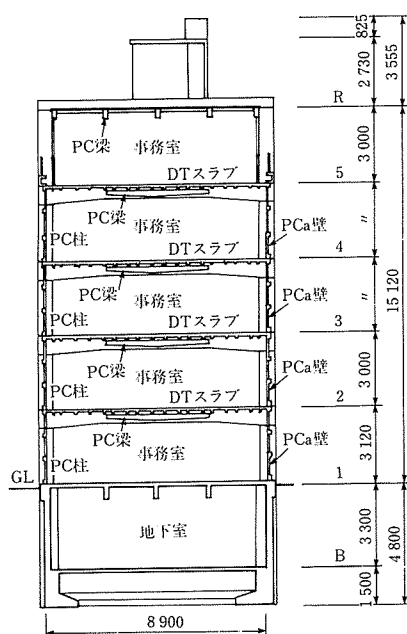 825
2 730
3 555
R
PC梁
事務室
3 000
DTスラブ
5
PC梁
事務室
〃
PC柱
DTスラブ
PCa壁
4
PC梁
事務室
〃
15 120
PC柱
DTスラブ
PCa壁
3
PC梁
事務室
3 000
PC柱
DTスラブ
PCa壁
2
PC梁
事務室
3 120
PC柱
PCa壁
GL
1
地下室
3 300
4 800
B
1 500
8 900